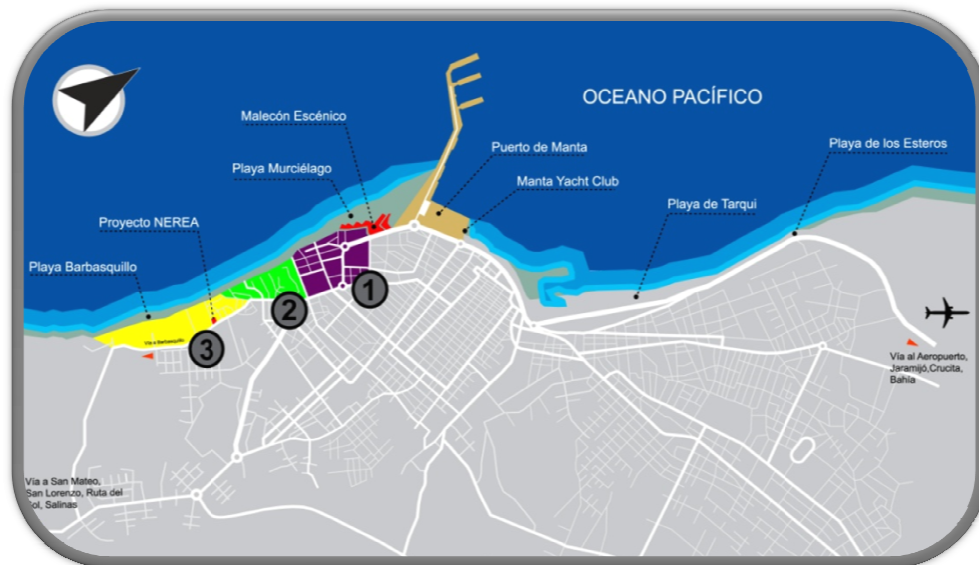 OCEANO PACÍFICO
Malecón Escénico
Playa Murciélago
Proyecto NEREA
Playa Barbasquillo
Puerto de Manta
Manta Yacht Club
Playa de Tarqui
Playa de los Esteros
1
2
3
Vía a Barbasquillo
Vía al Aeropuerto,
Jaramijó,Crucita,
Bahía
Vía a San Mateo,
San Lorenzo, Ruta del
Sol, Salinas